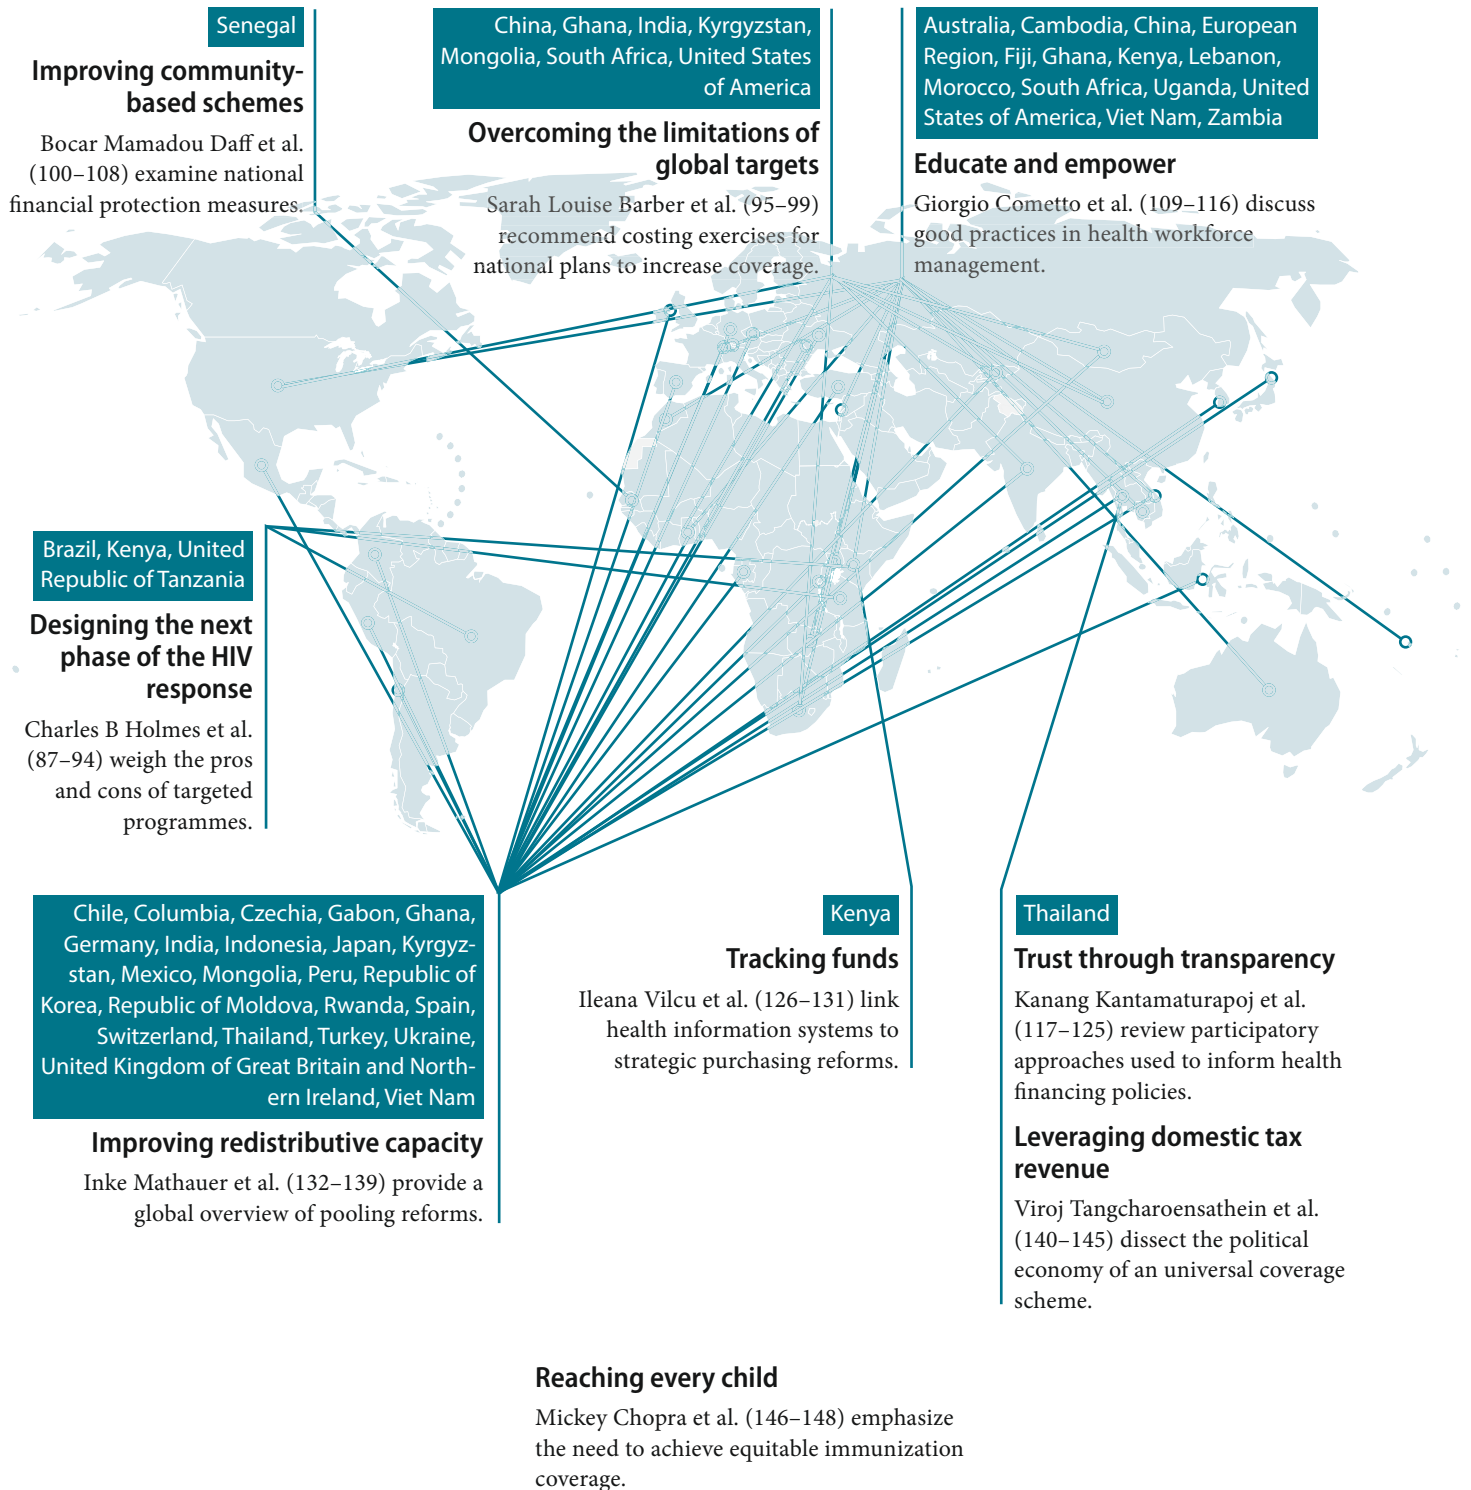 Senegal
Improving community-
based schemes
Bocar Mamadou Daff et al.
(100–108) examine national
financial protection measures.
China, Ghana, India, Kyrgyzstan,
Mongolia, South Africa, United States
of America
Overcoming the limitations of
global targets
Sarah Louise Barber et al. (95–99)
recommend costing exercises for
national plans to increase coverage.
Australia, Cambodia, China, European
Region, Fiji, Ghana, Kenya, Lebanon,
Morocco, South Africa, Uganda, United
States of America, Viet Nam, Zambia
Educate and empower
Giorgio Cometto et al. (109–116) discuss
good practices in health workforce
management.
Brazil, Kenya, United
Republic of Tanzania
Designing the next
phase of the HIV
response
Charles B Holmes et al.
(87–94) weigh the pros
and cons of targeted
programmes.
Chile, Columbia, Czechia, Gabon, Ghana,
Germany, India, Indonesia, Japan, Kyrgyz-
stan, Mexico, Mongolia, Peru, Republic of
Korea, Republic of Moldova, Rwanda, Spain,
Switzerland, Thailand, Turkey, Ukraine,
United Kingdom of Great Britain and North-
ern Ireland, Viet Nam
Improving redistributive capacity
Inke Mathauer et al. (132–139) provide a
global overview of pooling reforms.
Kenya
Tracking funds
Ileana Vilcu et al. (126–131) link
health information systems to
strategic purchasing reforms.
Thailand
Trust through transparency
Kanang Kantamaturapoj et al.
(117–125) review participatory
approaches used to inform health
financing policies.
Leveraging domestic tax
revenue
Viroj Tangcharoensathein et al.
(140–145) dissect the political
economy of an universal coverage
scheme.
Reaching every child
Mickey Chopra et al. (146–148) emphasize
the need to achieve equitable immunization
coverage.